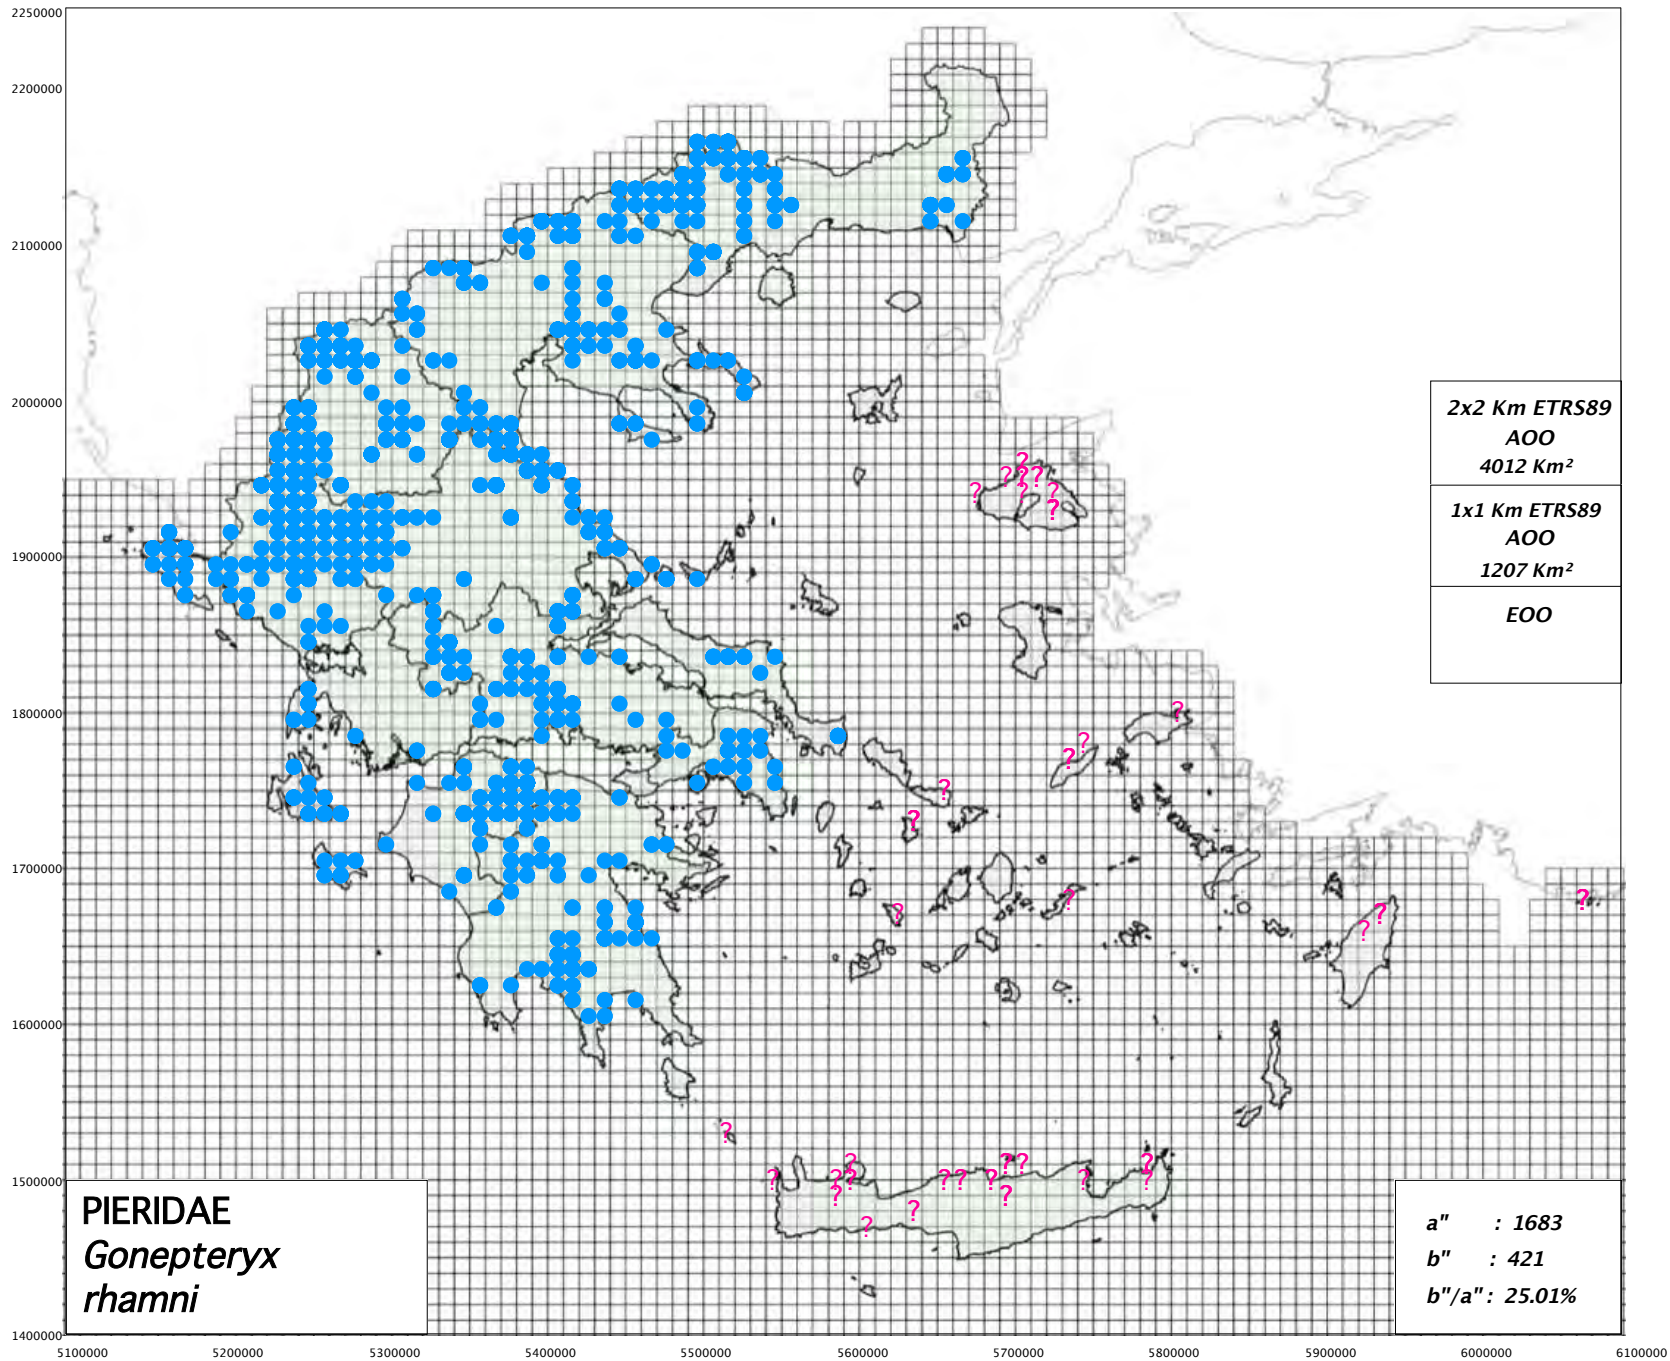 2250000
2200000
2100000
2000000
1900000
1800000
1700000
1600000
1500000
1400000
5100000 5200000 5300000 5400000 5500000 5600000 5700000 5800000 5900000 6000000 6100000
2x2 Km ETRS89
AOO
4012 Km²
1x1 Km ETRS89
AOO
1207 Km²
EOO
PIERIDAE
Gonepteryx
rhamni
a" : 1683
b" : 421
b"/a" : 25.01%